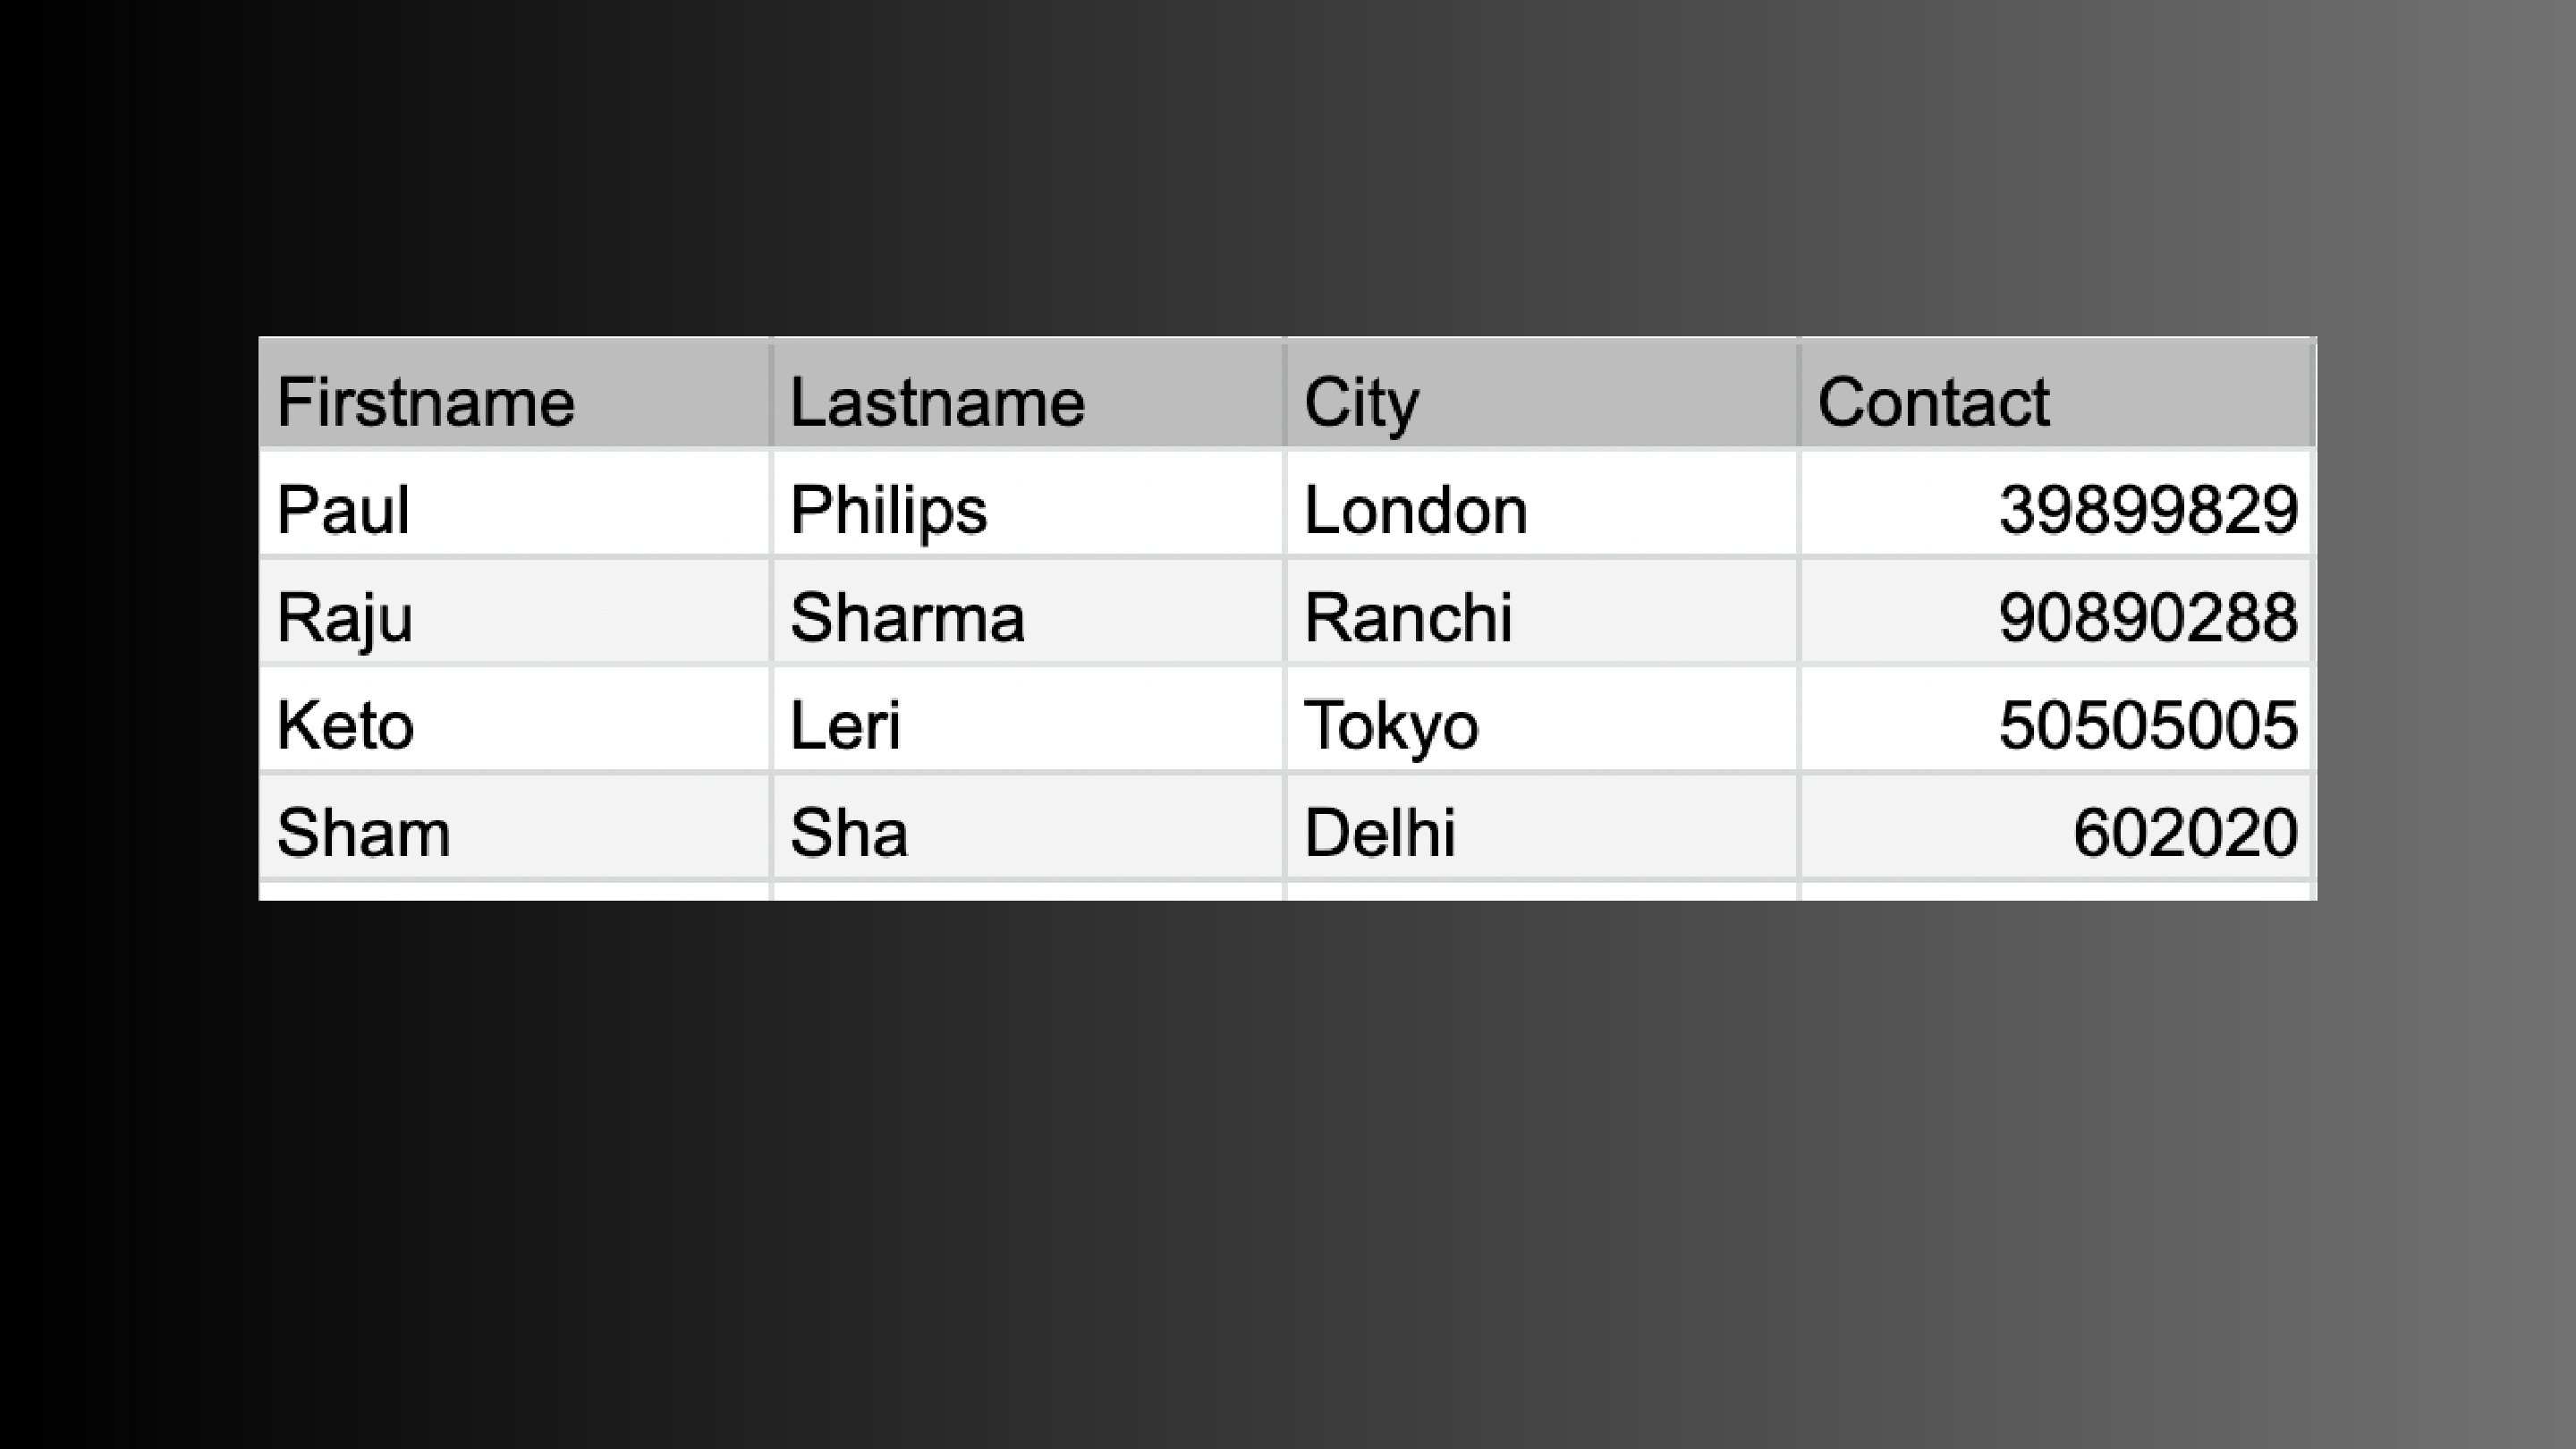 Firstname Lastname City Contact
Paul Philips London 39899829
Raju Sharma Ranchi 90890288
Keto Leri Tokyo 50505005
Sham Sha Delhi 602020